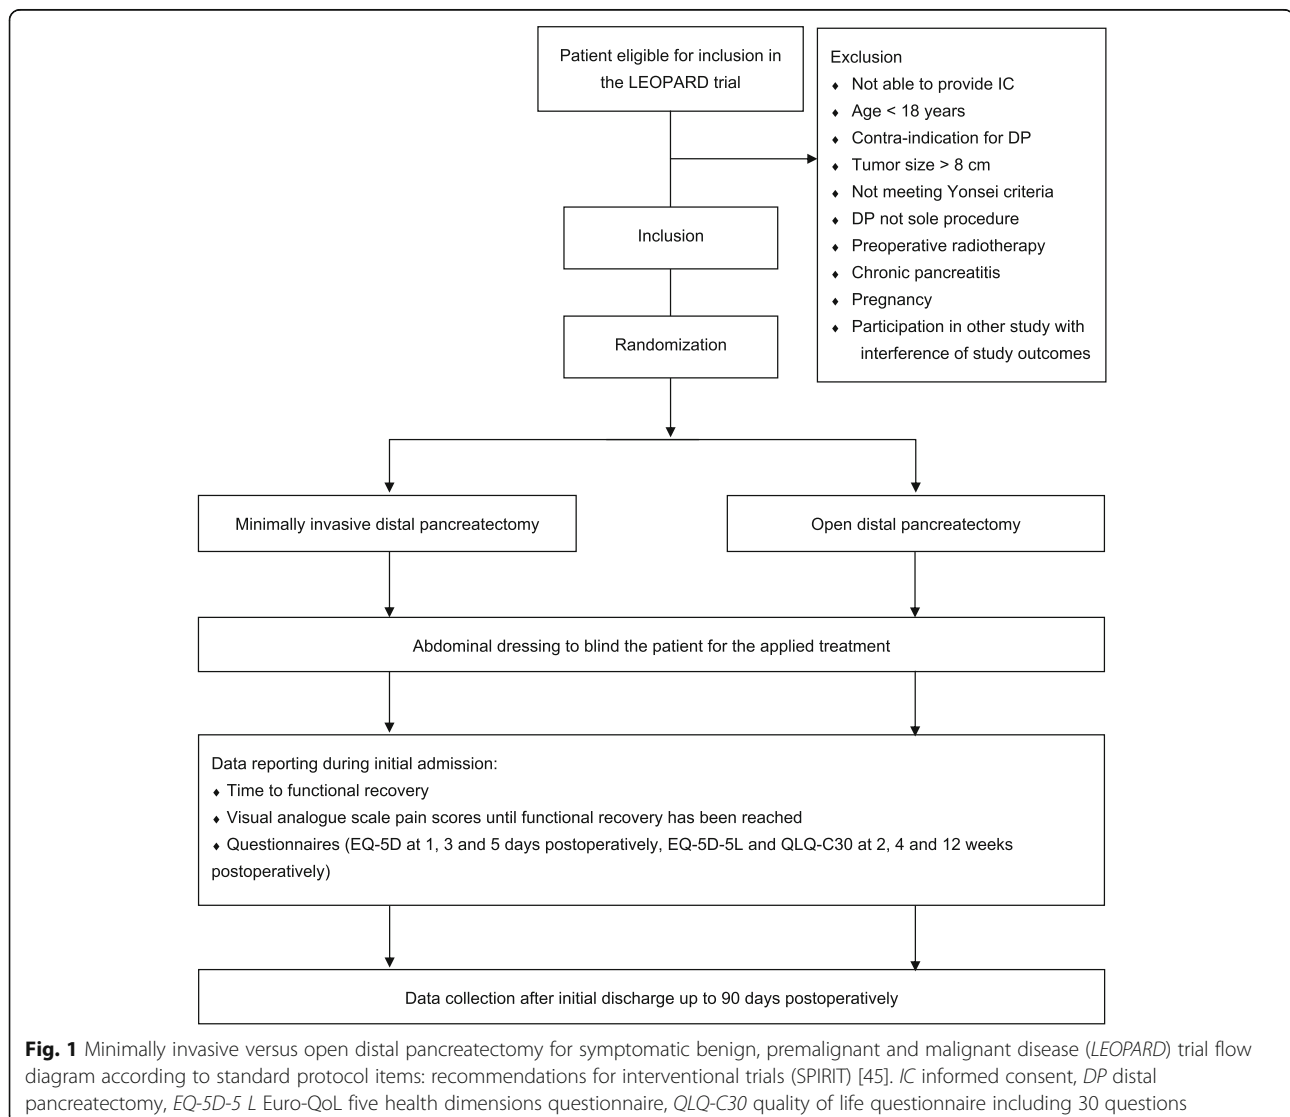 Patient eligible for inclusion in
the LEOPARD trial
Exclusion
♦ Not able to provide IC
♦ Age < 18 years
♦ Contra-indication for DP
♦ Tumor size > 8 cm
♦ Not meeting Yonsei criteria
♦ DP not sole procedure
♦ Preoperative radiotherapy
♦ Chronic pancreatitis
♦ Pregnancy
♦ Participation in other study with
interference of study outcomes
Inclusion
Randomization
Minimally invasive distal pancreatectomy
Open distal pancreatectomy
Abdominal dressing to blind the patient for the applied treatment
Data reporting during initial admission:
♦ Time to functional recovery
♦ Visual analogue scale pain scores until functional recovery has been reached
♦ Questionnaires (EQ-5D at 1, 3 and 5 days postoperatively, EQ-5D-5L and QLQ-C30 at 2, 4 and 12 weeks
postoperatively)
Data collection after initial discharge up to 90 days postoperatively
Fig. 1 Minimally invasive versus open distal pancreatectomy for symptomatic benign, premalignant and malignant disease (LEOPARD) trial flow
diagram according to standard protocol items: recommendations for interventional trials (SPIRIT) [45]. IC informed consent, DP distal
pancreatectomy, EQ-5D-5 L Euro-QoL five health dimensions questionnaire, QLQ-C30 quality of life questionnaire including 30 questions